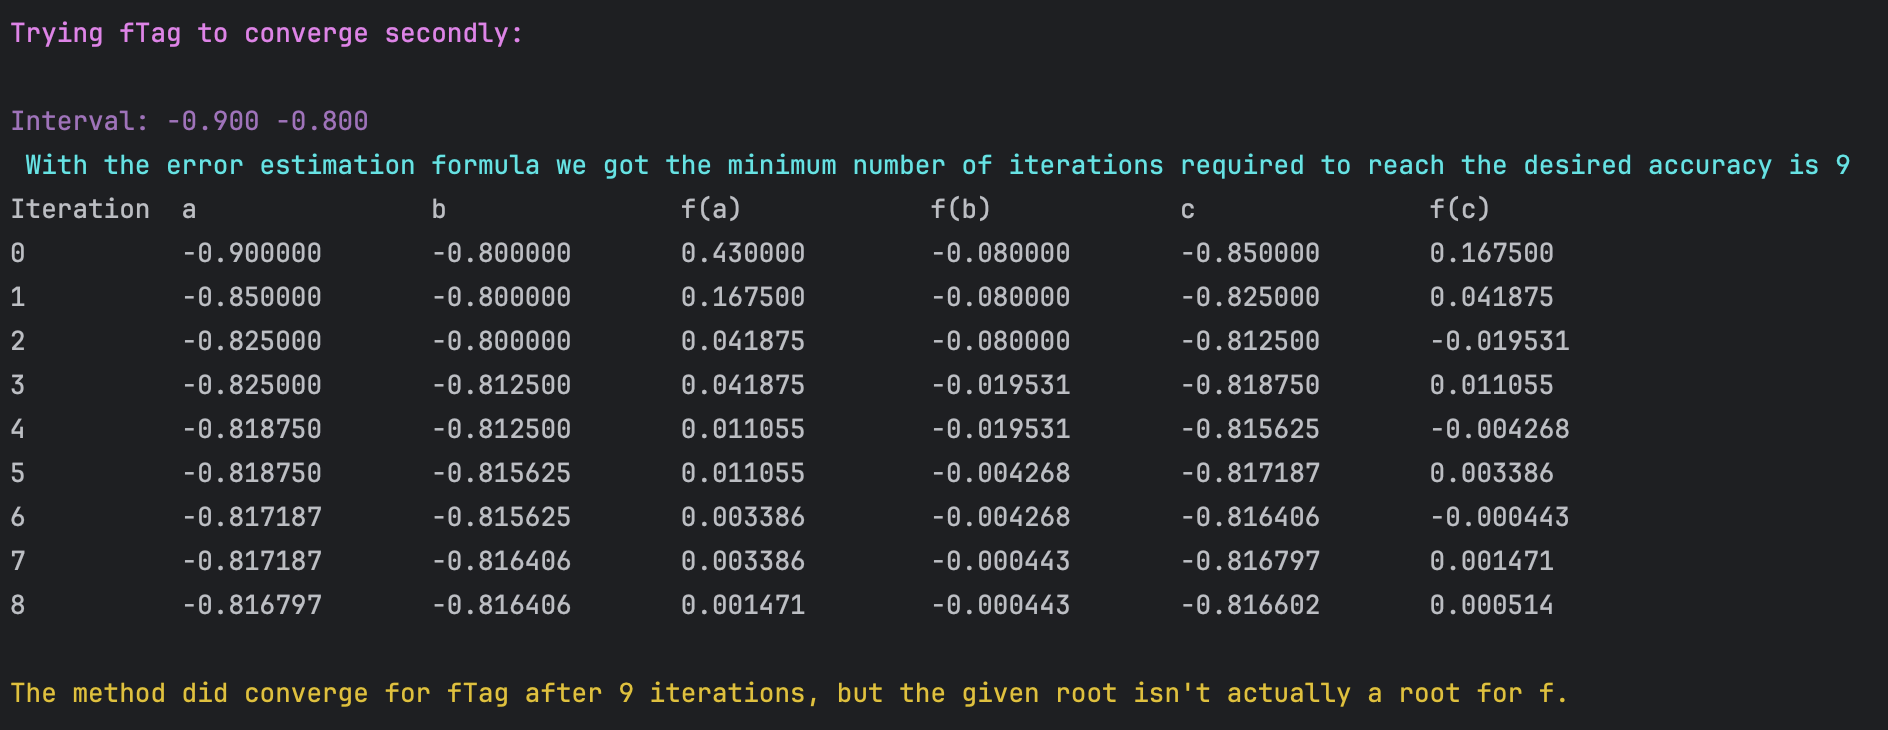 Trying fTag to converge secondly:
Interval: -0.900 -0.800
With the error estimation formula we got the minimum number of iterations required to reach the desired accuracy is 9
Iteration a b f(a) f(b) c f(c)
0 -0.900000 -0.800000 0.430000 -0.080000 -0.850000 0.167500
1 -0.850000 -0.800000 0.167500 -0.080000 -0.825000 0.041875
2 -0.825000 -0.800000 0.041875 -0.080000 -0.812500 -0.019531
3 -0.825000 -0.812500 0.041875 -0.019531 -0.818750 0.011055
4 -0.818750 -0.812500 0.011055 -0.019531 -0.815625 -0.004268
5 -0.818750 -0.815625 0.011055 -0.004268 -0.817187 0.003386
6 -0.817187 -0.815625 0.003386 -0.004268 -0.816406 -0.000443
7 -0.817187 -0.816406 0.003386 -0.000443 -0.816797 0.001471
8 -0.816797 -0.816406 0.001471 -0.000443 -0.816602 0.000514
The method did converge for fTag after 9 iterations, but the given root isn't actually a root for f.